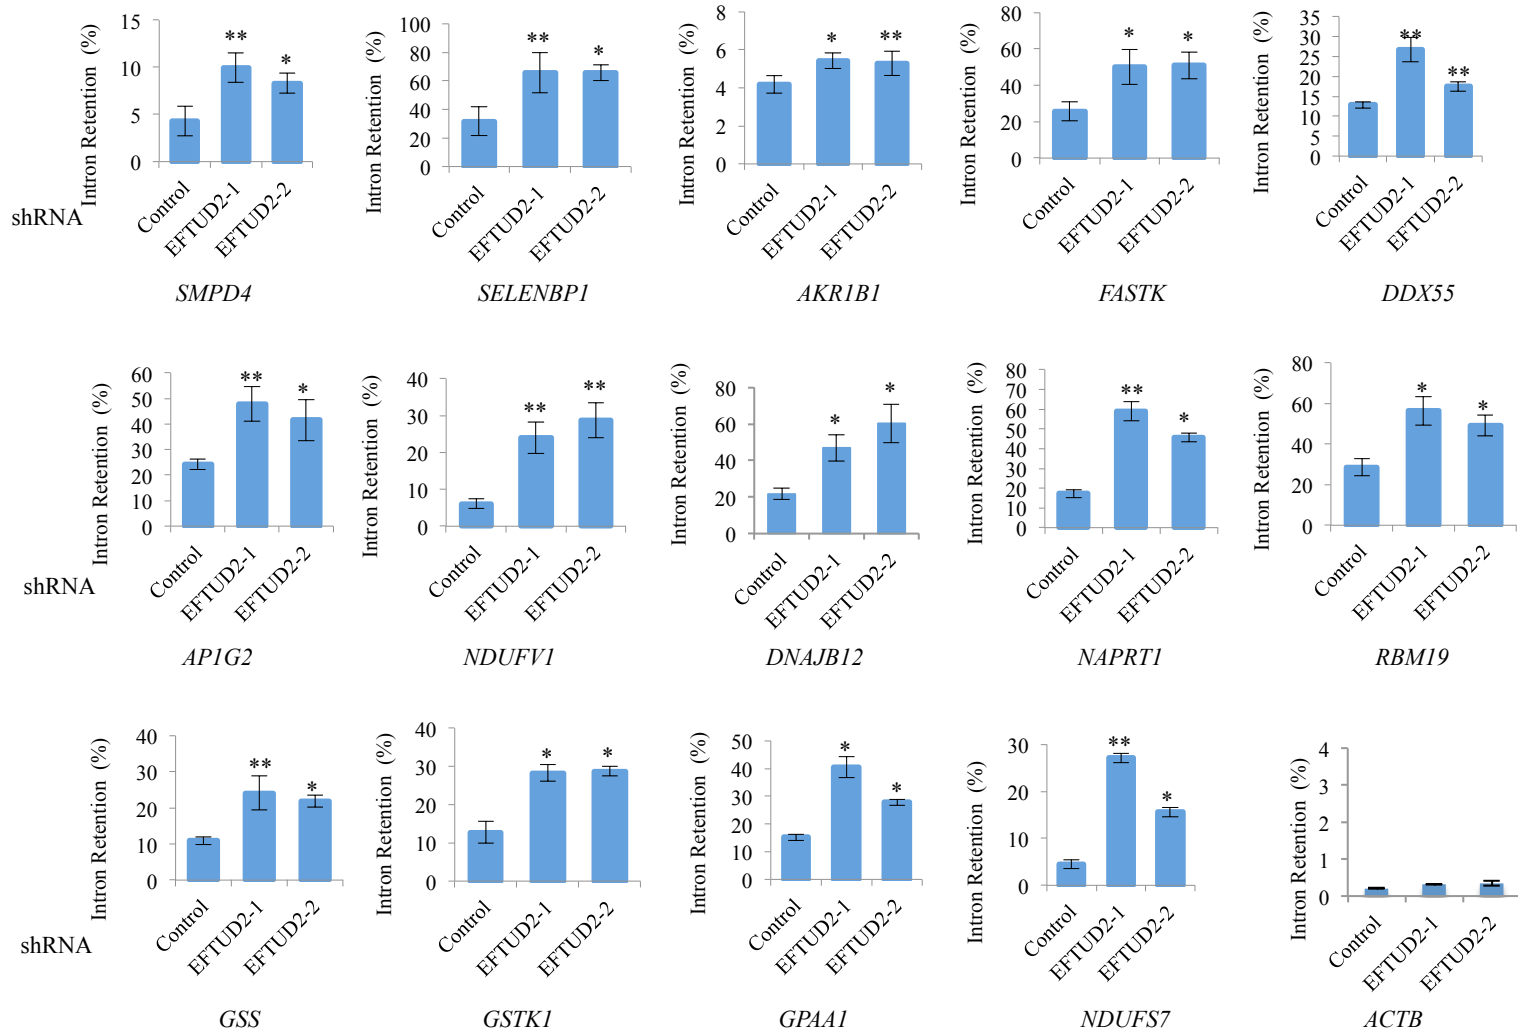 Intron Retention (%)
15
10
5
0
**
*
Control
EFTUD2-1
EFTUD2-2
SMPD4
Intron Retention (%)
100
80
60
40
20
0
**
*
Control
EFTUD2-1
EFTUD2-2
SELENBP1
Intron Retention (%)
8
6
4
2
0
*
**
Control
EFTUD2-1
EFTUD2-2
AKR1B1
Intron Retention (%)
80
60
40
20
0
*
*
Control
EFTUD2-1
EFTUD2-2
FASTK
Intron Retention (%)
35
30
25
20
15
10
5
0
**
**
Control
EFTUD2-1
EFTUD2-2
DDX55
shRNA
Intron Retention (%)
60
50
40
30
20
10
0
**
*
Control
EFTUD2-1
EFTUD2-2
AP1G2
Intron Retention (%)
40
30
20
10
0
**
**
Control
EFTUD2-1
EFTUD2-2
NDUFV1
Intron Retention (%)
80
60
40
20
0
*
*
Control
EFTUD2-1
EFTUD2-2
DNAJB12
Intron Retention (%)
80
70
60
50
40
30
20
10
0
**
*
Control
EFTUD2-1
EFTUD2-2
NAPRT1
Intron Retention (%)
80
60
40
20
0
*
*
Control
EFTUD2-1
EFTUD2-2
RBM19
shRNA
Intron Retention (%)
40
30
20
10
0
**
*
Control
EFTUD2-1
EFTUD2-2
GSS
Intron Retention (%)
40
30
20
10
0
*
*
Control
EFTUD2-1
EFTUD2-2
GSTK1
Intron Retention (%)
50
40
30
20
10
0
*
*
Control
EFTUD2-1
EFTUD2-2
GPAA1
Intron Retention (%)
30
20
10
0
**
*
Control
EFTUD2-1
EFTUD2-2
NDUFS7
Intron Retention (%)
4
3
2
1
0
Control
EFTUD2-1
EFTUD2-2
ACTB
shRNA